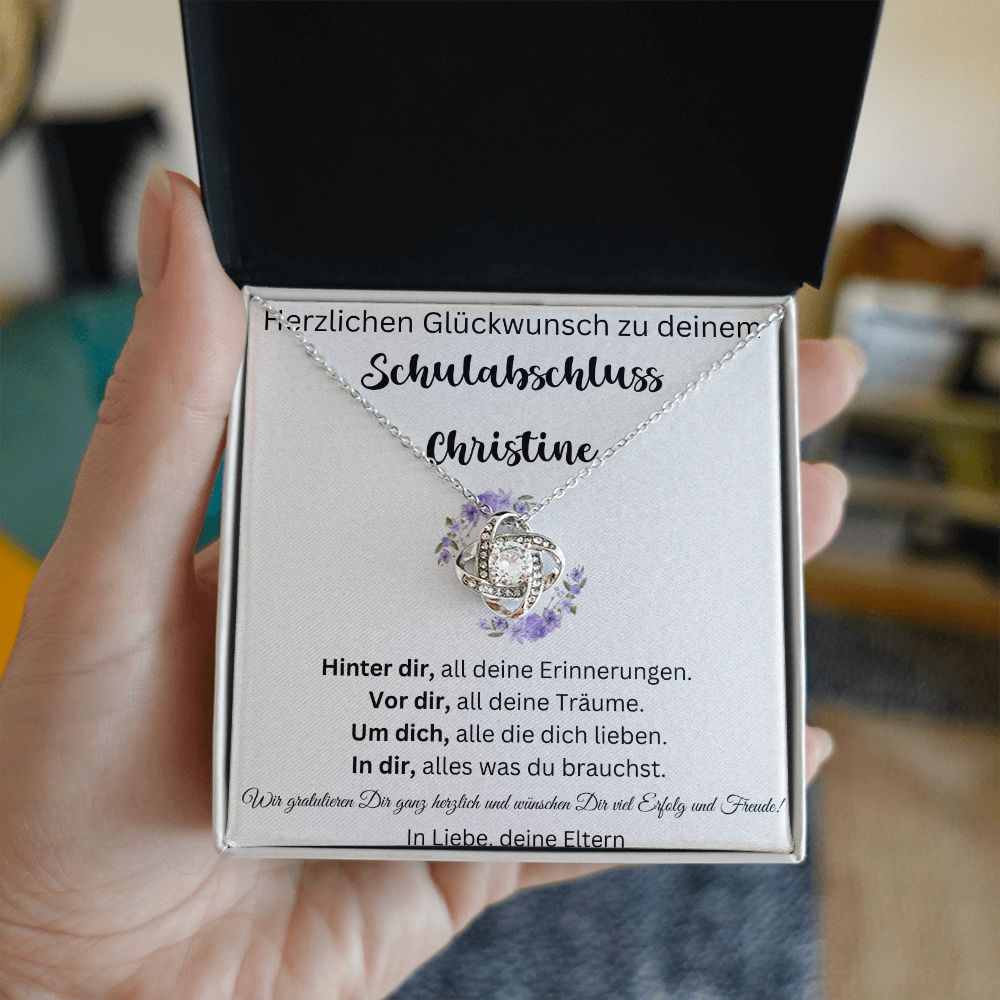 Herzlichen Glückwunsch zu deinem
Schulabschluss
Christine
Hinter dir, all deine Erinnerungen.
Vor dir, all deine Träume.
Um dich, alle die dich lieben.
In dir, alles was du brauchst.
Wir gratulieren Dir ganz herzlich und wünschen Dir viel Erfolg und Freude!
In Liebe, deine Eltern